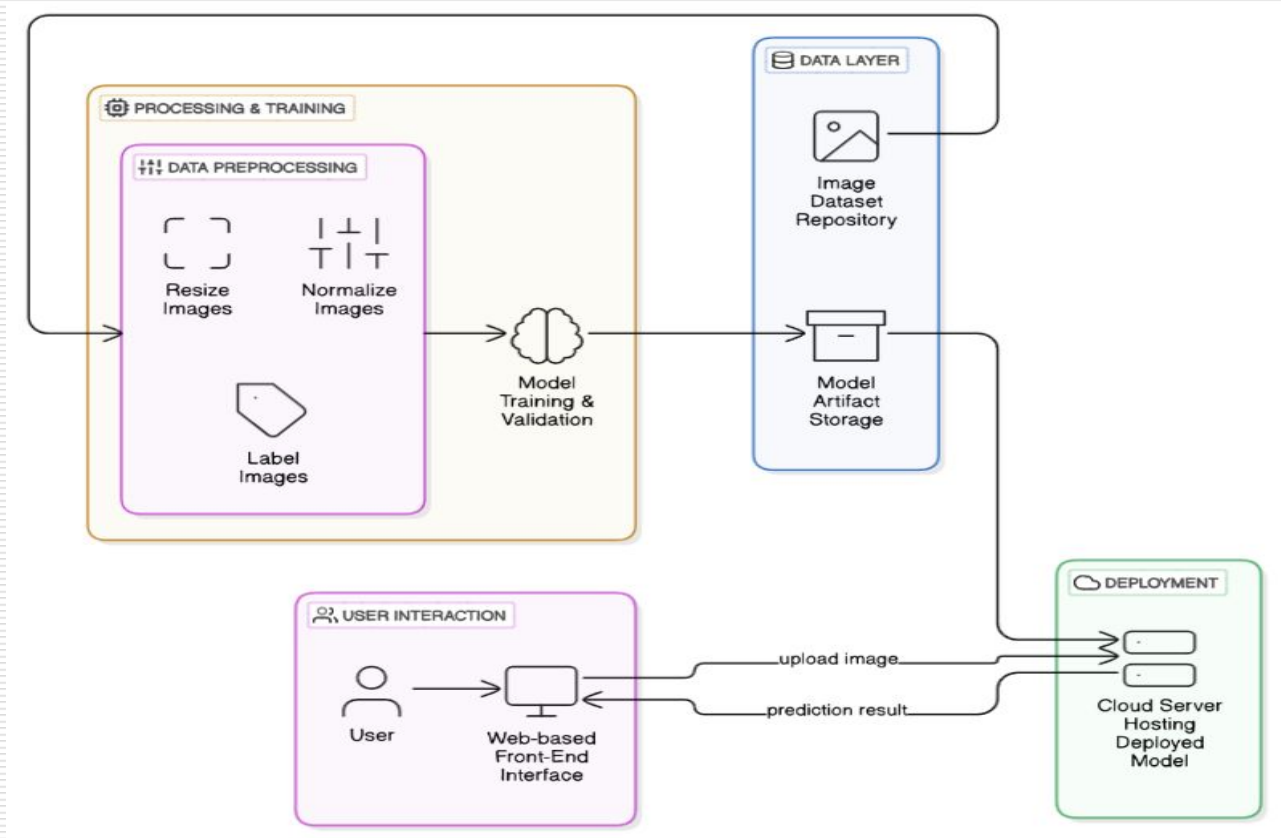 DATA LAYER
Image
Dataset
Repository
PROCESSING & TRAINING
DATA PREPROCESSING
Resize
Images
Normalize
Images
Label
Images
Model
Training &
Validation
Model
Artifact
Storage
DEPLOYMENT
Cloud Server
Hosting
Deployed
Model
USER INTERACTION
User
Web-based
Front-End
Interface
upload image
prediction result